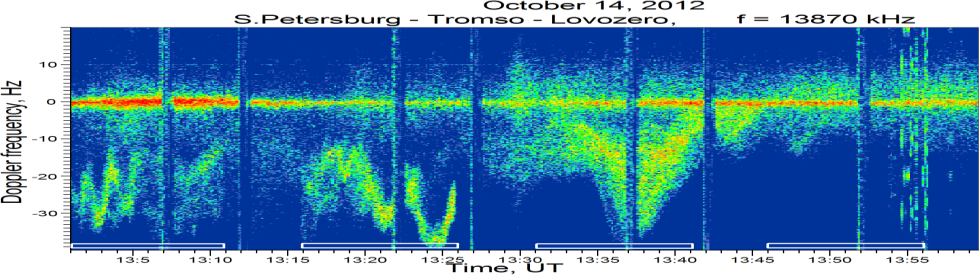 October 14, 2012
S.Petersburg - Tromso - Lovozero, f = 13870 kHz
Doppler frequency, Hz
10
0
-10
-20
-30
13:5 13:10 13:15 13:20 13:25 13:30 13:35 13:40 13:45 13:50 13:55
Time, UT